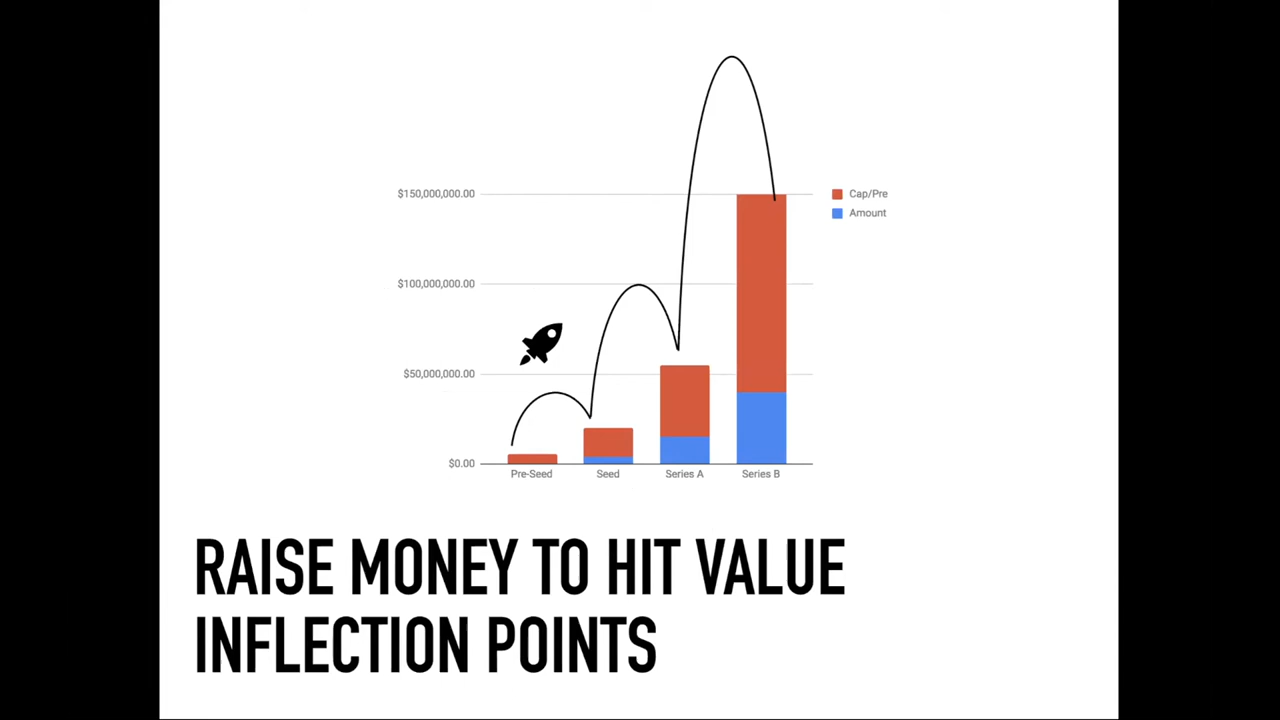 $150,000,000.00
Cap/Pre
Amount
$100,000,000.00
$50,000,000.00
$0.00
Pre-Seed
Seed
Series A
Series B
RAISE MONEY TO HIT VALUE
INFLECTION POINTS